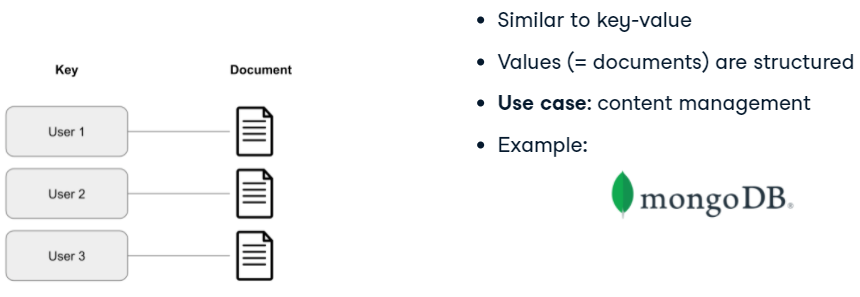 Key Document
User 1
User 2
User 3
Similar to key-value
Values (= documents) are structured
Use case: content management
Example:
mongoDB®